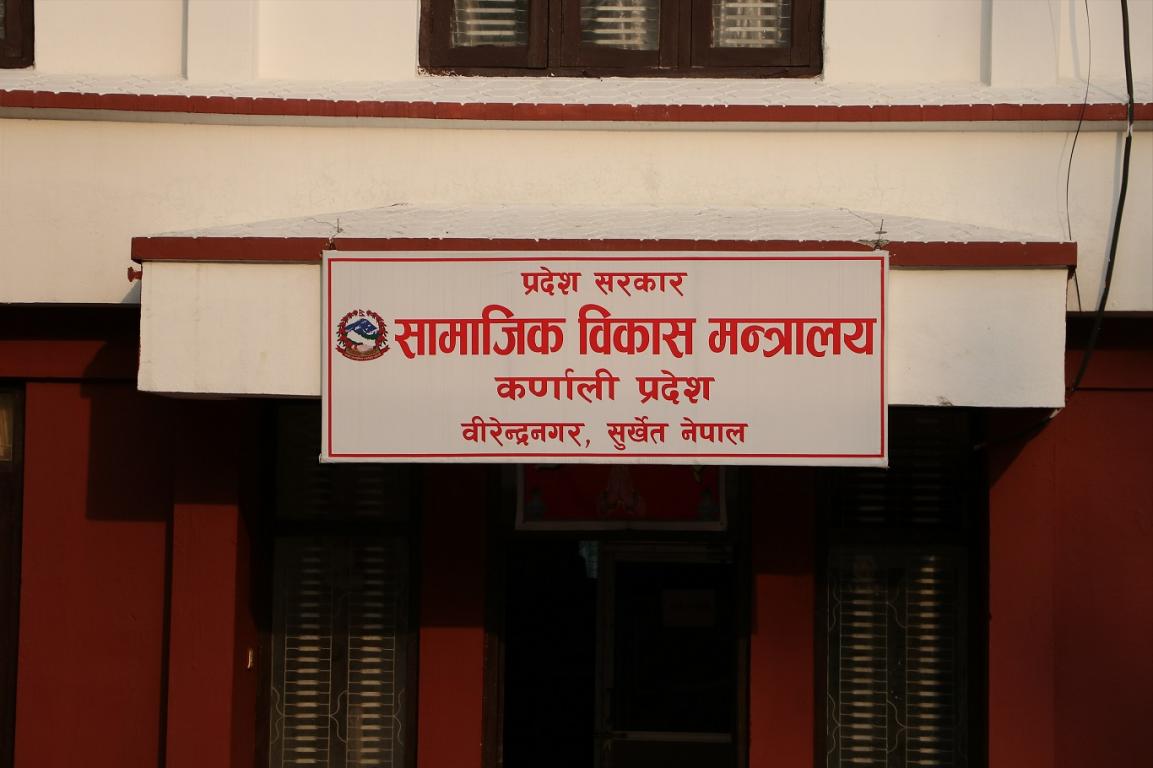 प्रदेश सरकार
सामाजिक विकास मन्त्रालय
कर्णाली प्रदेश
वीरेन्द्रनगर, सुर्खेत नेपाल